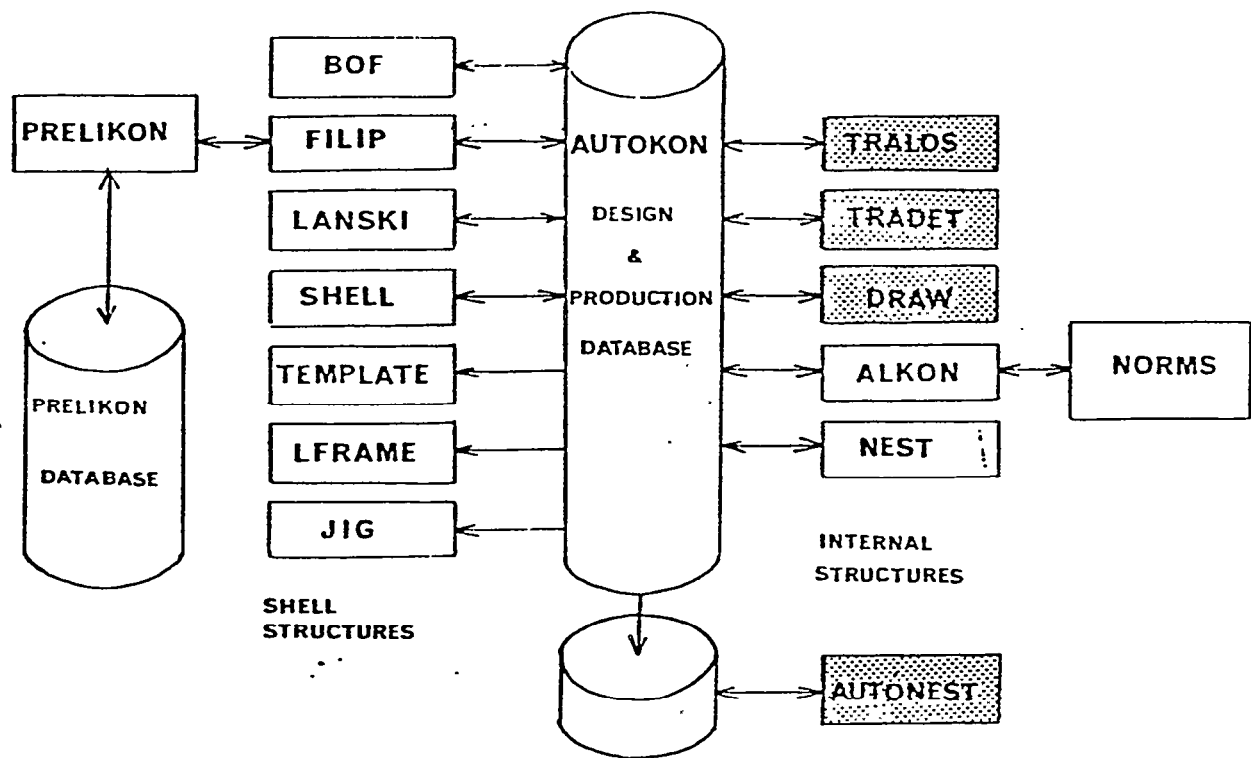 BOF
PRELIKON
FILIP
LANSKI
SHELL
TEMPLATE
LFRAME
JIG
PRELIKON
DATABASE
SHELL
STRUCTURES
AUTOKON
DESIGN
&
PRODUCTION
DATABASE
TRALOS
TRADET
DRAW
ALKON
NEST
NORMS
INTERNAL
STRUCTURES
AUTONEST